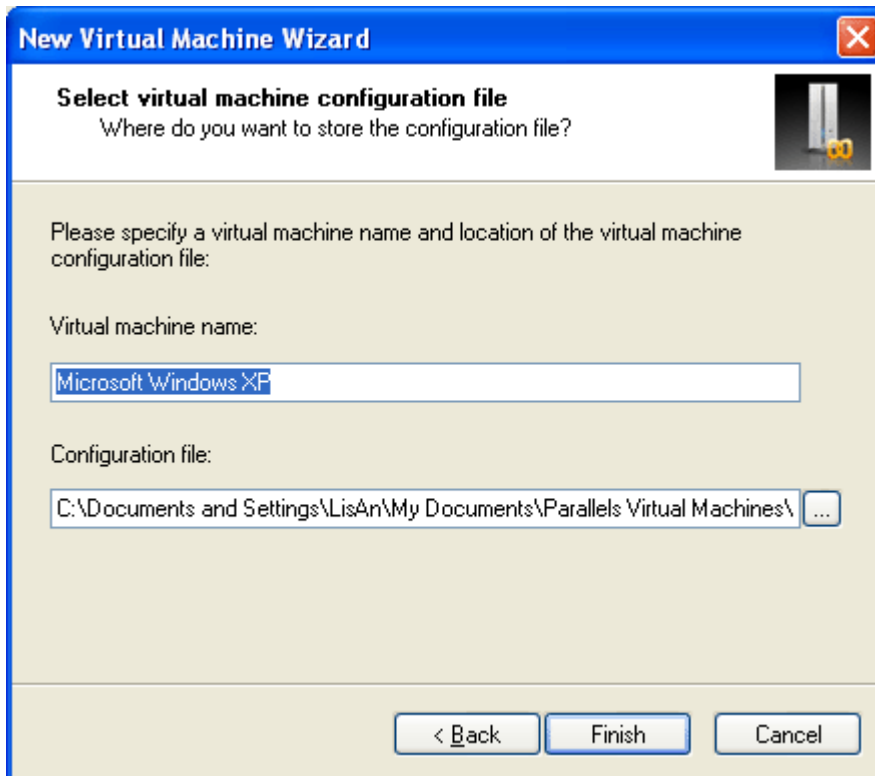 New Virtual Machine Wizard
Select virtual machine configuration file
Where do you want to store the configuration file?
Please specify a virtual machine name and location of the virtual machine
configuration file:
Virtual machine name:
Microsoft Windows XP
Configuration file:
C:\Documents and Settings\LisAn\My Documents\Parallels Virtual Machines\
...
< Back
Finish
Cancel